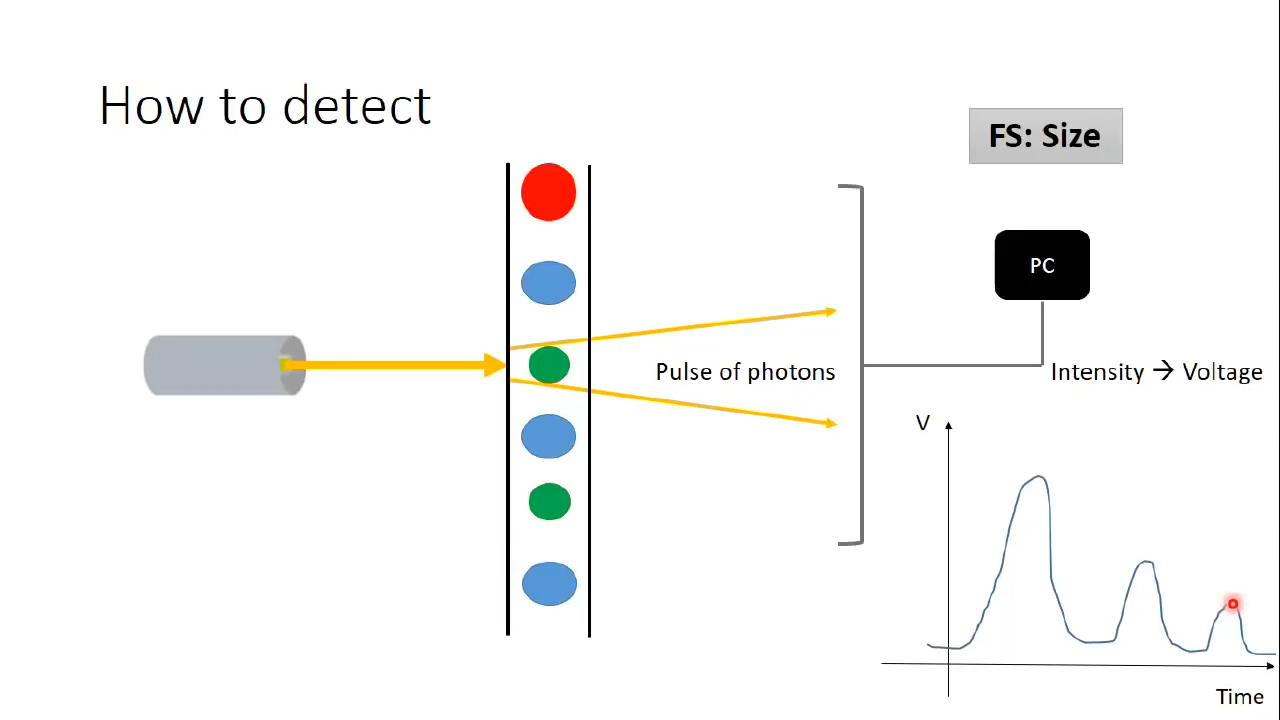 How to detect
FS: Size
PC
Pulse of photons
Intensity → Voltage
V
Time